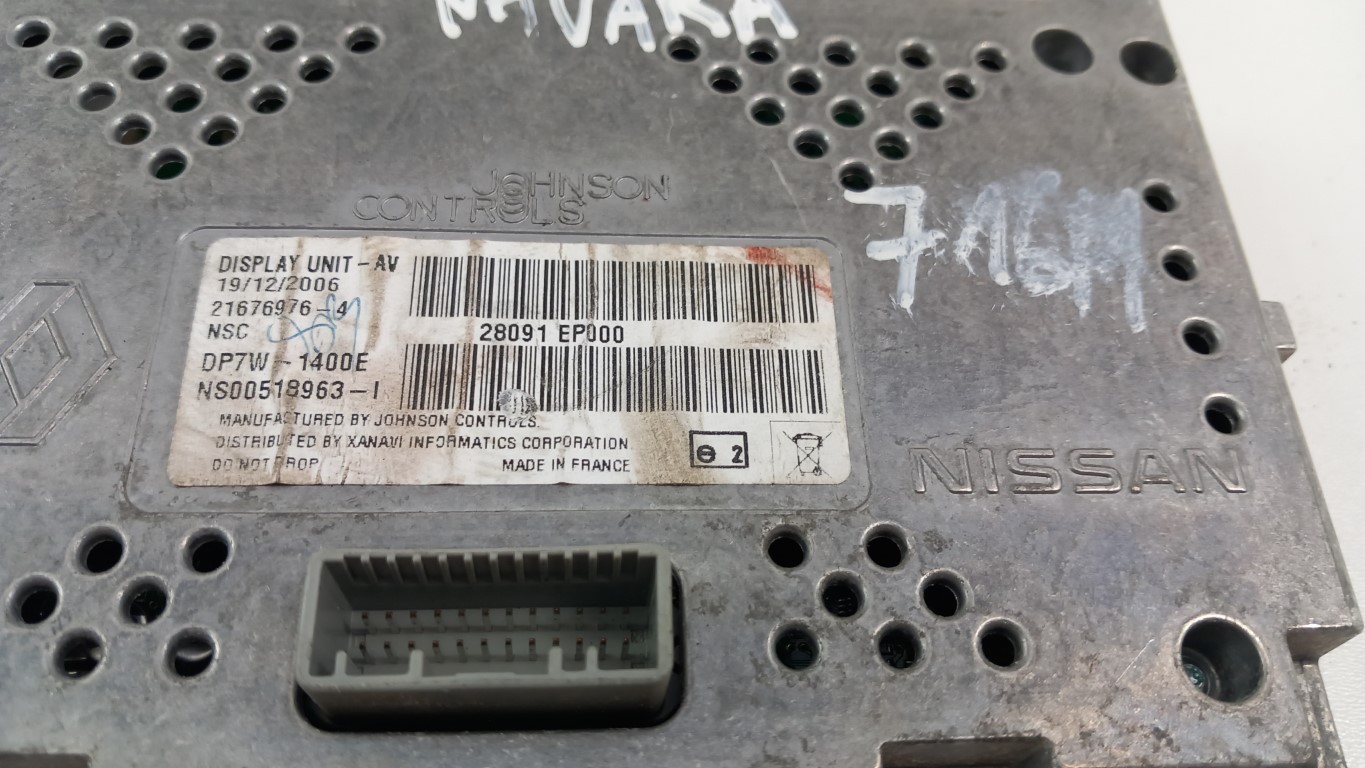 NAVARA
JOHNSON
CONTROLS
DISPLAY UNIT - AV
19/12/2006
21676976-4
NSC
28091 EP000
DP7W - 1400E
NS00518963-I
MANUFACTURED BY JOHNSON CONTROLS.
DISTRIBUTED BY XANAVI INFORMATICS CORPORATION
DO NOT DROP
MADE IN FRANCE
2
NISSAN